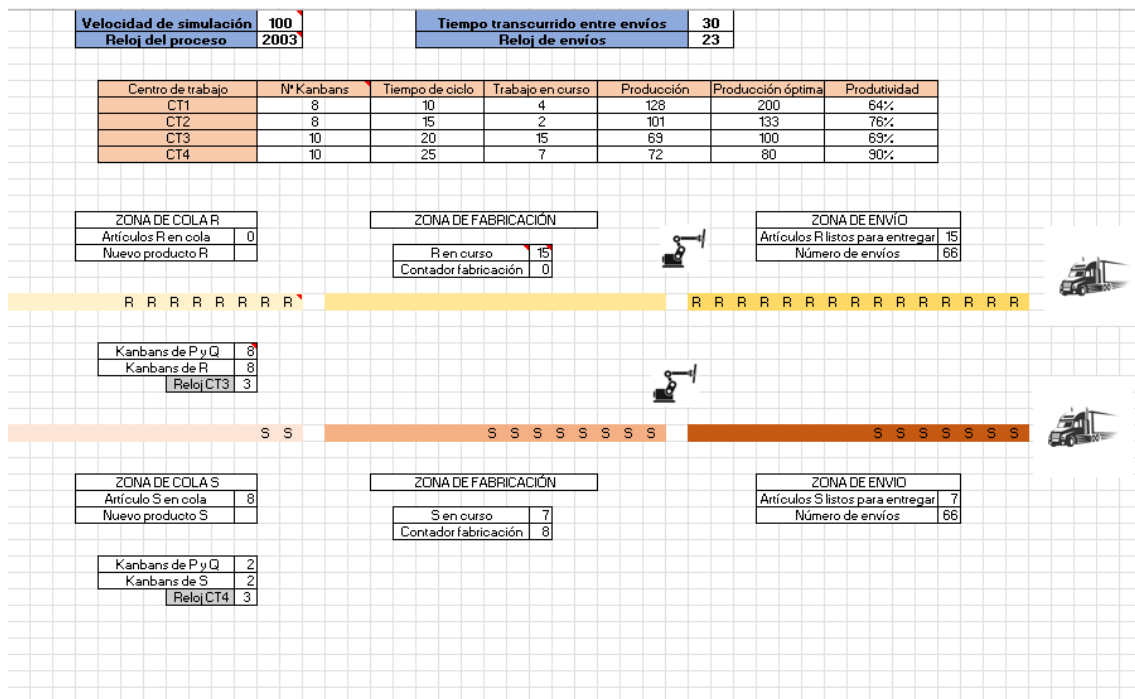 Velocidad de simulación 100 Tiempo transcurrido entre envíos 30
Reloj del proceso 2003 Reloj de envíos 23
Centro de trabajo Nº Kanbans Tiempo de ciclo Trabajo en curso Producción Producción óptima Produtividad
CT1 8 10 4 128 200 64%
CT2 8 15 2 101 133 76%
CT3 10 20 15 69 100 69%
CT4 10 25 7 72 80 90%
ZONA DE COLA R ZONA DE FABRICACIÓN ZONA DE ENVÍO
Artículos R en cola 0 Artículos R listos para entregar 15
Nuevo producto R R en curso 15 Número de envíos 66
Contador fabricación 0
R R R R R R R R R R R R R R R R R R R R R R R
Kanbans de P y Q 8
Kanbans de R 8
Reloj CT3 3
S S S S S S S S S S S S S S S S S
ZONA DE COLA S ZONA DE FABRICACIÓN ZONA DE ENVIO
Artículo S en cola 8 Artículos S listos para entregar 7
Nuevo producto S S en curso 7 Número de envíos 66
Contador fabricación 8
Kanbans de P y Q 2
Kanbans de S 2
Reloj CT4 3